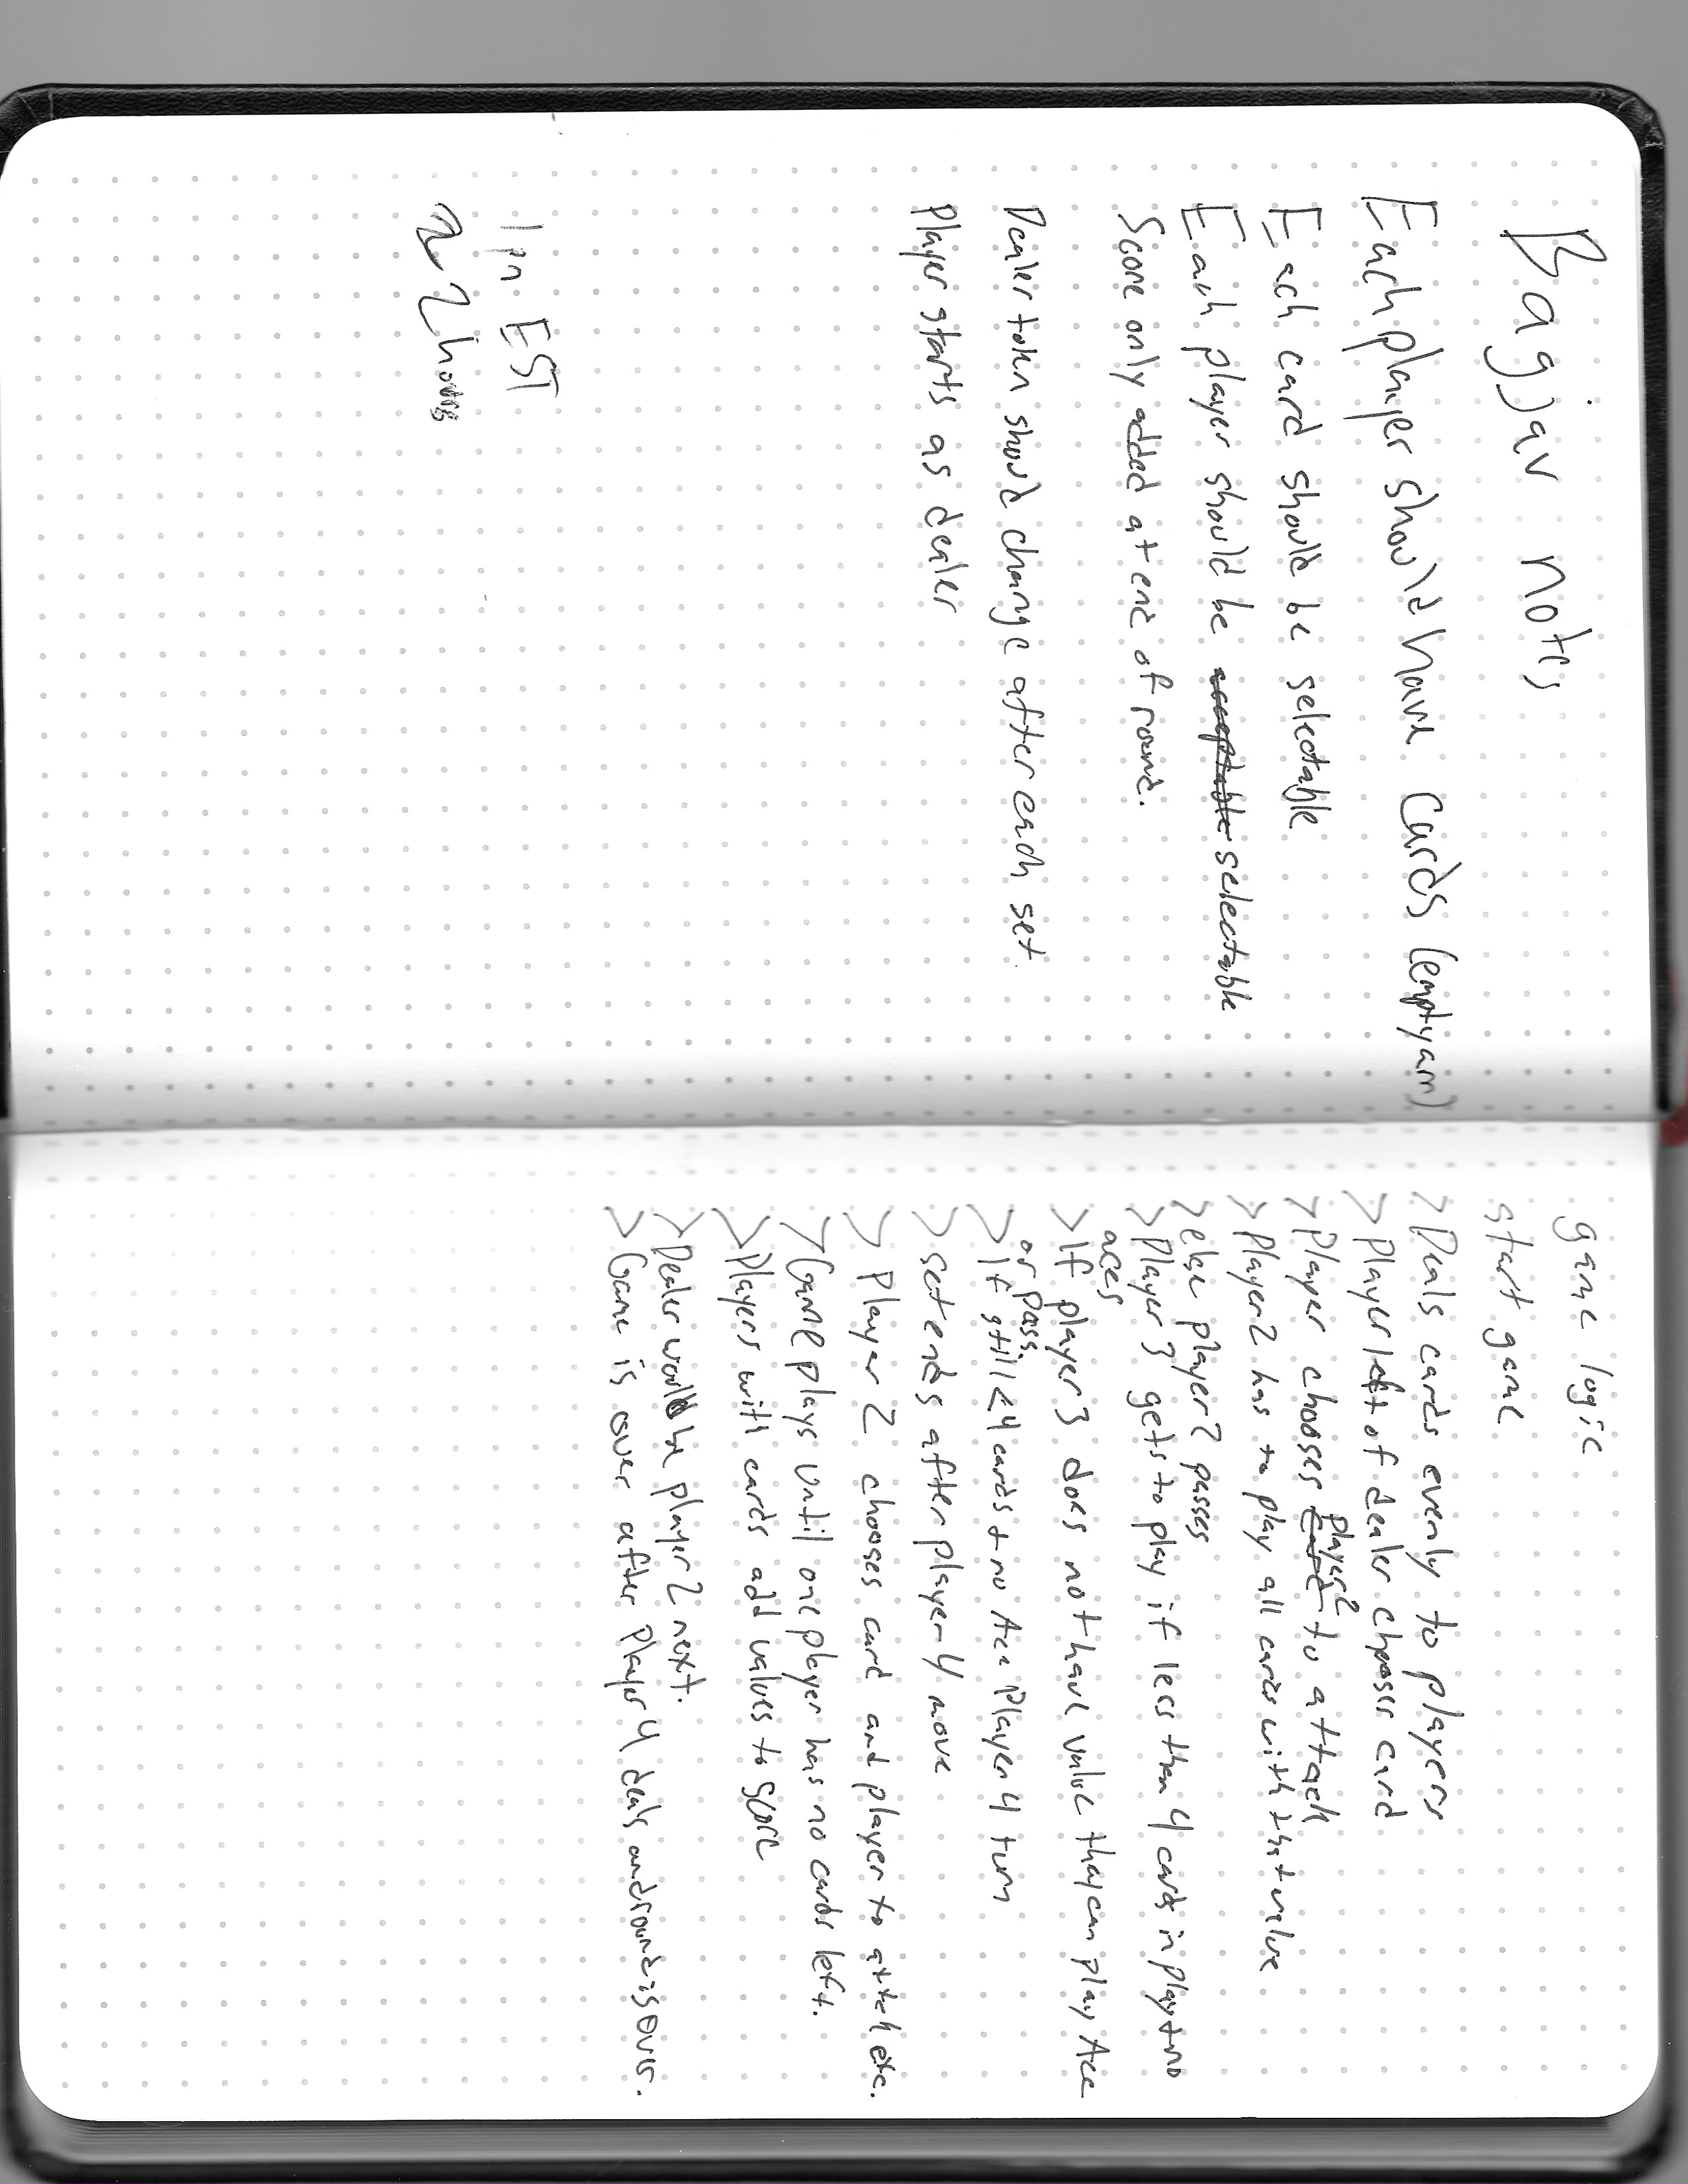 Bagjav notes
Each player should have cards (empty arr)
Each card should be selectable
Each player should be acceptable selectable
Score only added at end of round.
Dealer token should change after each set.
player starts as dealer
1pm EST
2 hours
game logic
start game
> Deals cards evenly to players
> player left of dealer chooses card
> player chooses card player 2 to attack
> player 2 has to play all cards with that value
> else player 2 passes
> player 3 gets to play if less than 4 cards in play + no
aces
> If player 3 does not have value they can play Ace
or pass.
> If still < 4 cards + no Ace Player 4 turn
> set ends after player 4 move
> player 2 chooses card and player to attack etc.
> Game plays until one player has no cards left.
> Players with cards add values to score
> Dealer would be player 2 next.
> Game is over after player 4 deals and round is over.